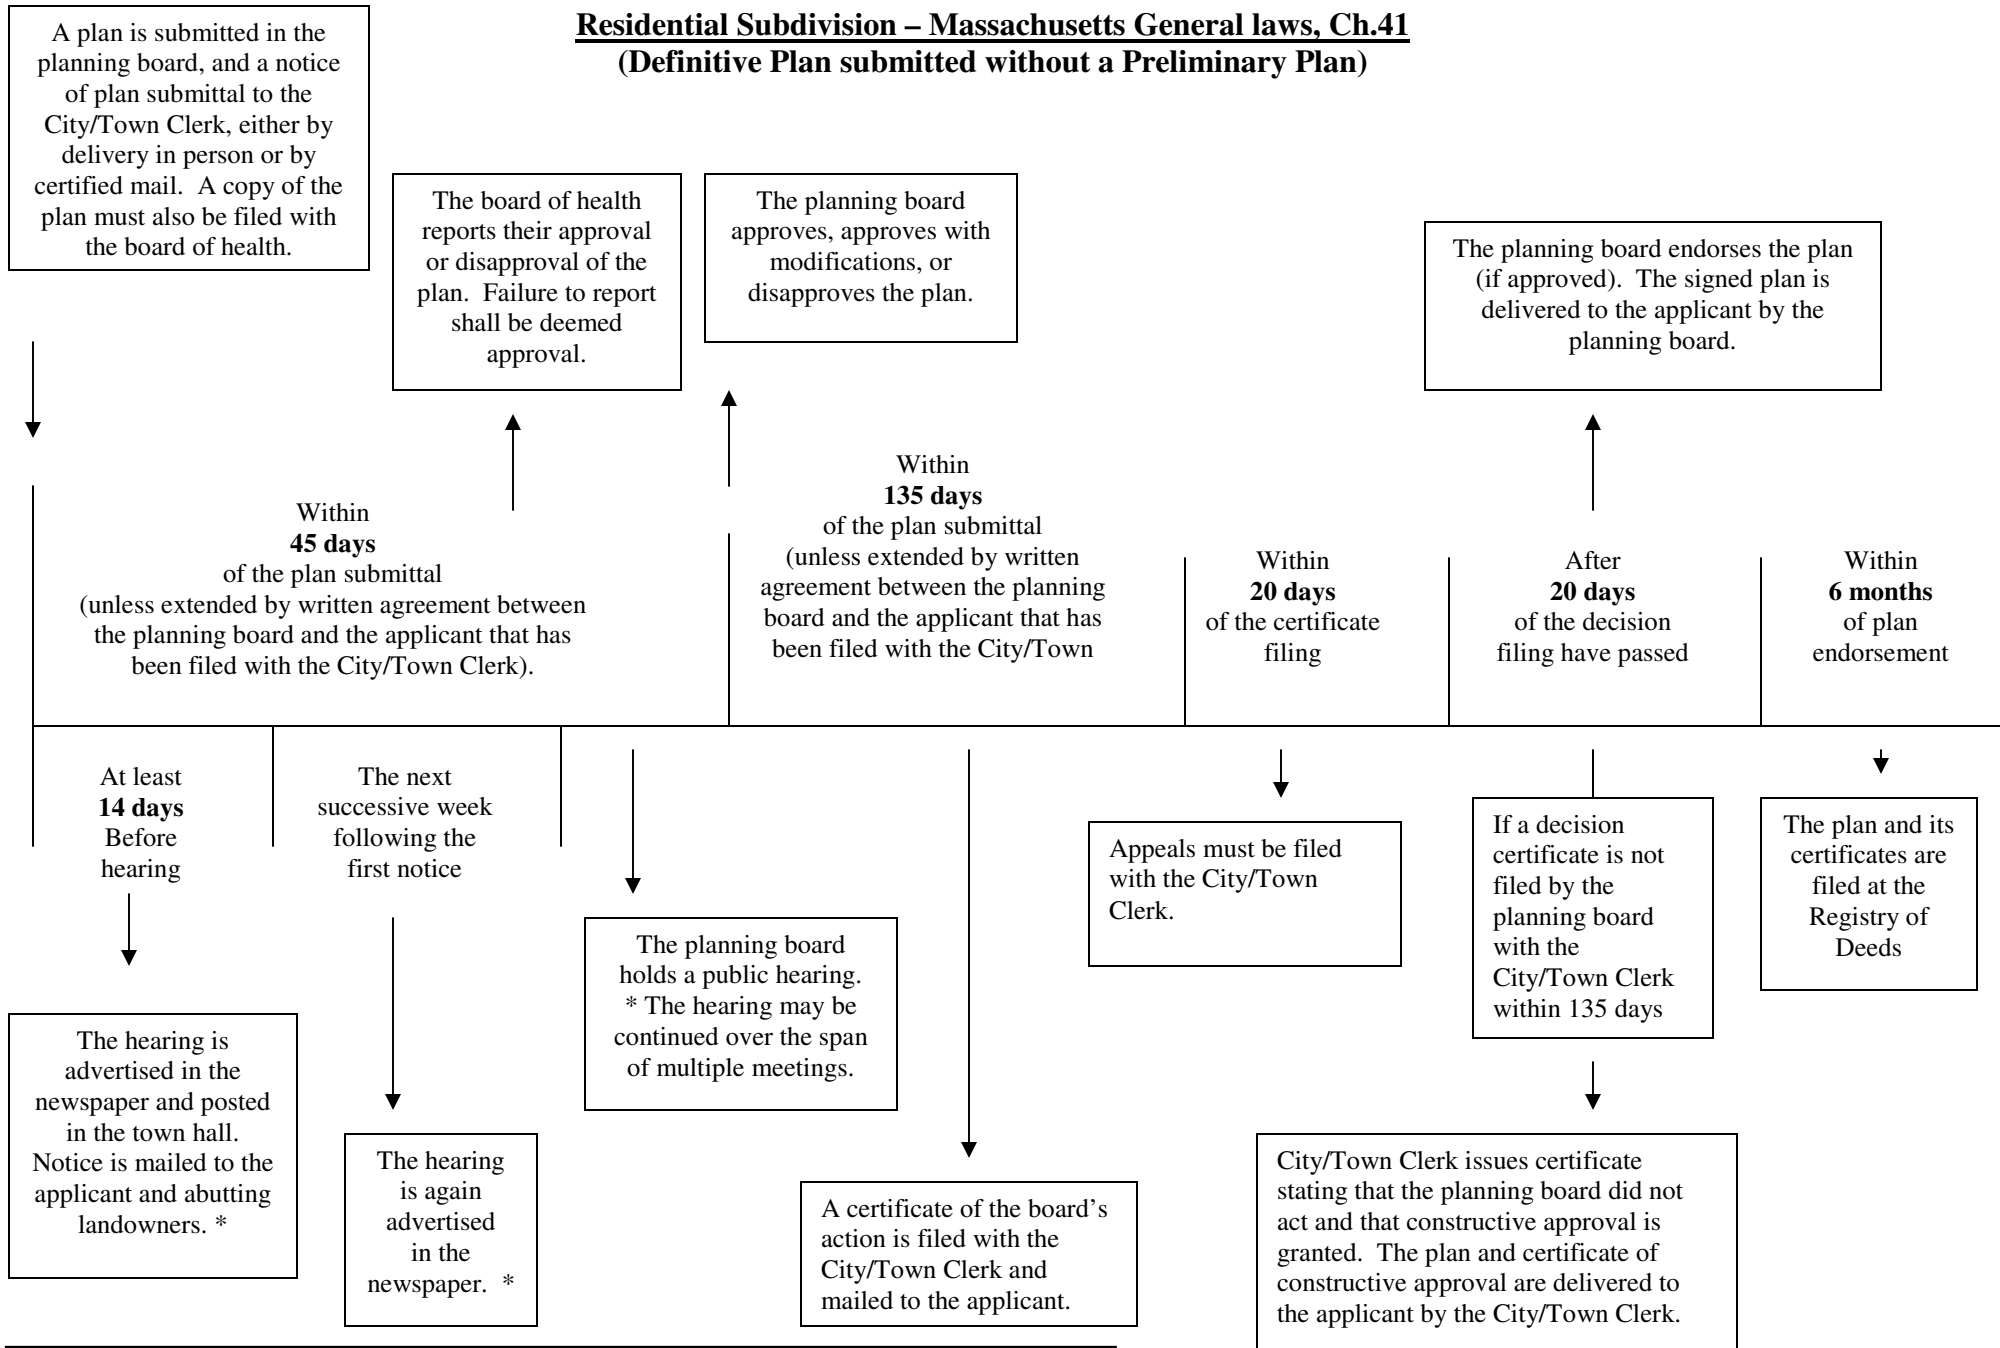 Residential Subdivision – Massachusetts General laws, Ch.41
(Definitive Plan submitted without a Preliminary Plan)
A plan is submitted in the
planning board, and a notice
of plan submittal to the
City/Town Clerk, either by
delivery in person or by
certified mail.  A copy of the
plan must also be filed with
the board of health.
The board of health
reports their approval
or disapproval of the
plan.  Failure to report
shall be deemed
approval.
The planning board
approves, approves with
modifications, or
disapproves the plan.
The planning board endorses the plan
(if approved).  The signed plan is
delivered to the applicant by the
planning board.
Within
45 days
of the plan submittal
(unless extended by written agreement between
the planning board and the applicant that has
been filed with the City/Town Clerk).
Within
135 days
of the plan submittal
(unless extended by written
agreement between the planning
board and the applicant that has
been filed with the City/Town
Within
20 days
of the certificate
filing
After
20 days
of the decision
filing have passed
Within
6 months
of plan
endorsement
At least
14 days
Before
hearing
The next
successive week
following the
first notice
The hearing is
advertised in the
newspaper and posted
in the town hall.
Notice is mailed to the
applicant and abutting
landowners. *
The hearing
is again
advertised
in the
newspaper.  *
The planning board
holds a public hearing.
* The hearing may be
continued over the span
of multiple meetings.
A certificate of the board’s
action is filed with the
City/Town Clerk and
mailed to the applicant.
Appeals must be filed
with the City/Town
Clerk.
If a decision
certificate is not
filed by the
planning board
with the
City/Town Clerk
within 135 days
City/Town Clerk issues certificate
stating that the planning board did not
act and that constructive approval is
granted.  The plan and certificate of
constructive approval are delivered to
the applicant by the City/Town Clerk.
The plan and its
certificates are
filed at the
Registry of
Deeds